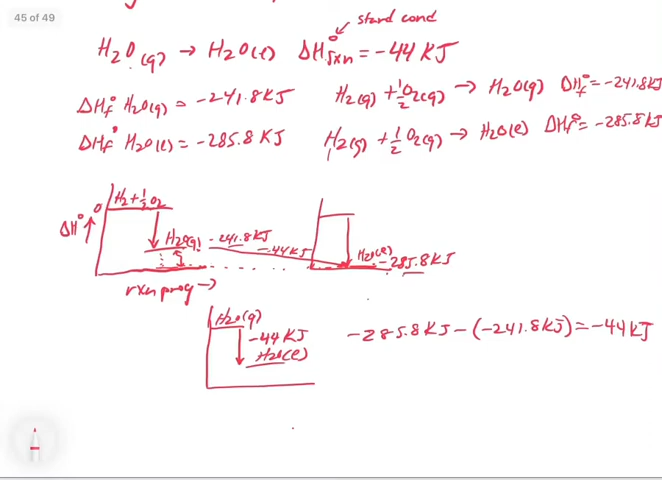 45 of 49
stand cond
H₂O(g) → H₂O(l) ΔH°rxn = -44 KJ
ΔHf° H₂O(g) = -241.8 KJ
H₂(g) + ½O₂(g) → H₂O(g) ΔHf° = -241.8 KJ
ΔHf° H₂O(l) = -285.8 KJ
H₂(g) + ½O₂(g) → H₂O(l) ΔHf° = -285.8 KJ
H₂ + ½O₂
0
ΔH° ↑
H₂O(g) -241.8 KJ
-44 KJ
H₂O(l) -285.8 KJ
rxn prog →
H₂O(g)
-44 KJ
H₂O(l)
-285.8 KJ - (-241.8 KJ) = -44 KJ